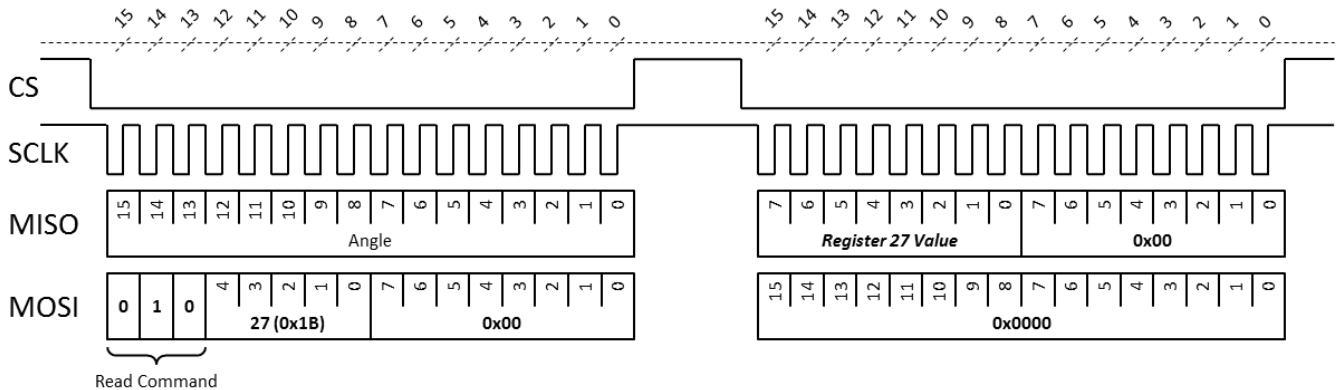 15 14 13 12 11 10 9 8 7 6 5 4 3 2 1 0 15 14 13 12 11 10 9 8 7 6 5 4 3 2 1 0
CS
SCLK
MISO 15 14 13 12 11 10 9 8 7 6 5 4 3 2 1 0 7 6 5 4 3 2 1 0 7 6 5 4 3 2 1 0
Angle Register 27 Value 0x00
MOSI 0 1 0 4 3 2 1 0 7 6 5 4 3 2 1 0 15 14 13 12 11 10 9 8 7 6 5 4 3 2 1 0
27 (0x1B) 0x00 0x0000
Read Command